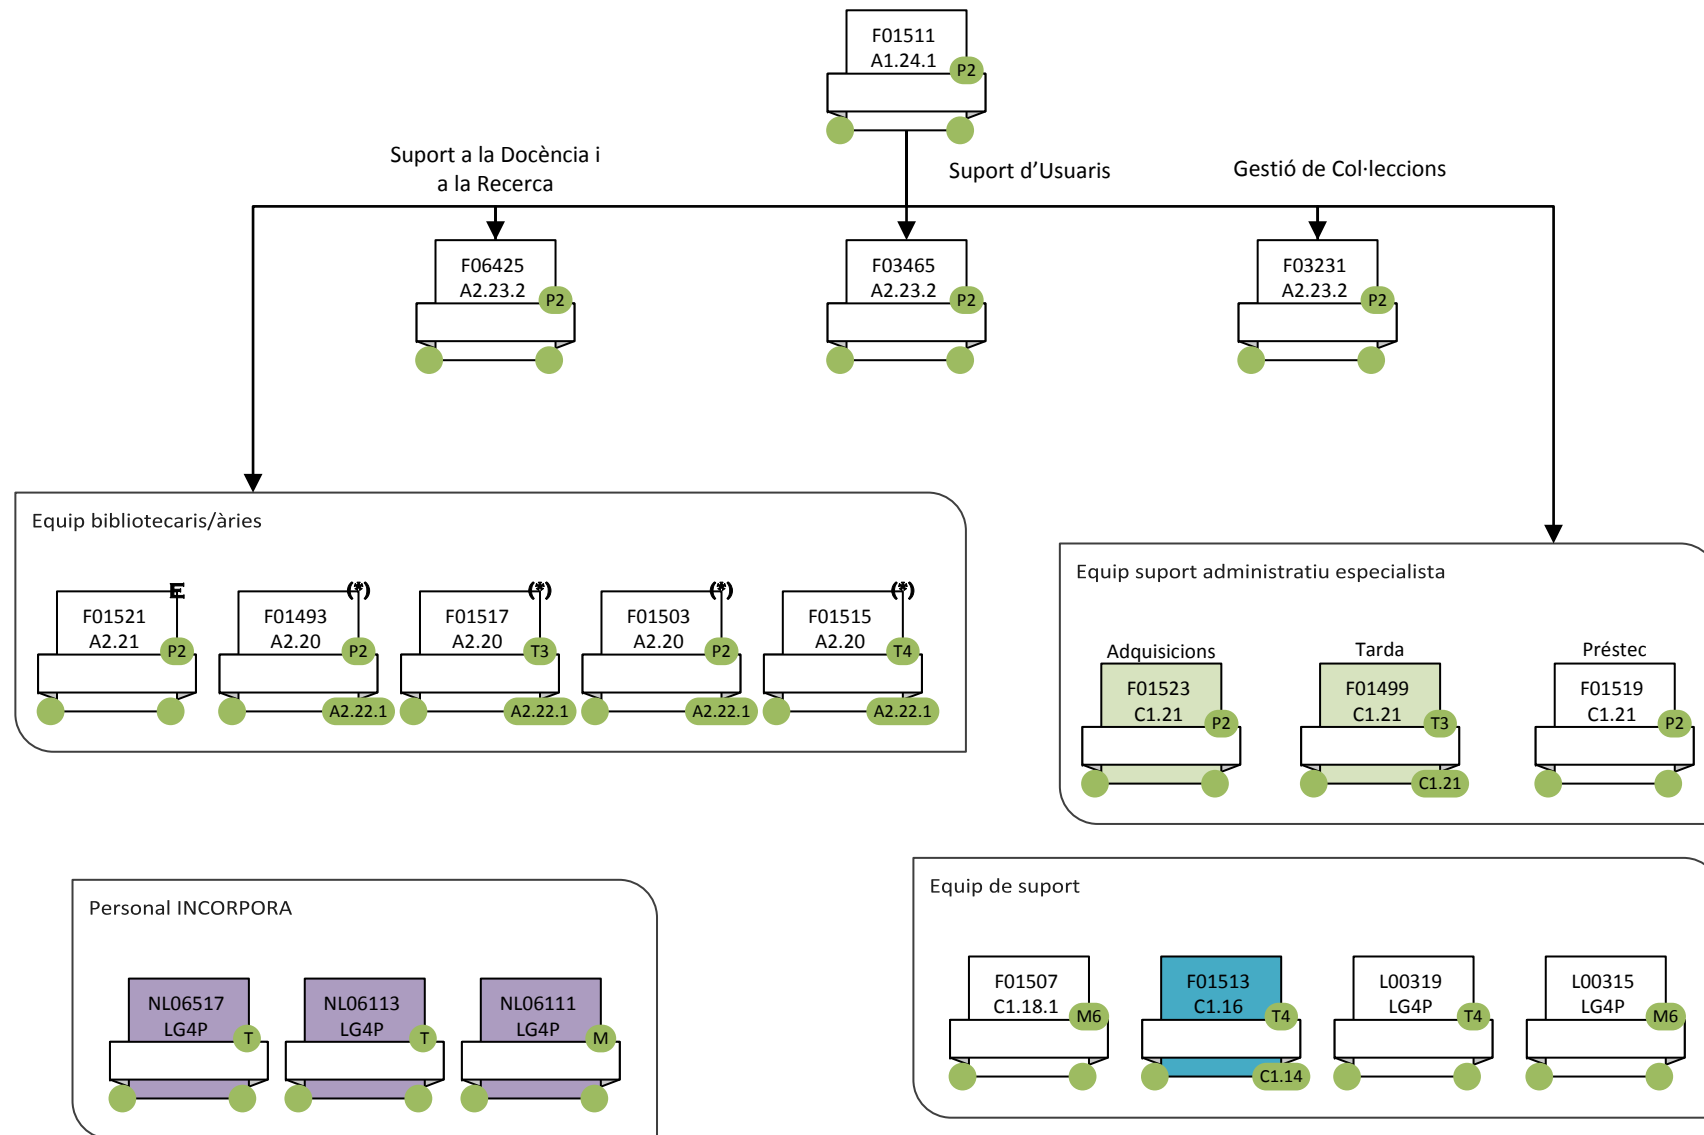 F01511
A1.24.1
P2
Suport a la Docència i
a la Recerca
Suport d’Usuaris
Gestió de Col·leccions
F06425
A2.23.2
P2
F03465
A2.23.2
P2
F03231
A2.23.2
P2
Equip bibliotecaris/àries
E
F01521
A2.21
P2
(*)
F01493
A2.20
P2
A2.22.1
(*)
F01517
A2.20
T3
A2.22.1
(*)
F01503
A2.20
P2
A2.22.1
(*)
F01515
A2.20
T4
A2.22.1
Equip suport administratiu especialista
Adquisicions
F01523
C1.21
P2
Tarda
F01499
C1.21
T3
C1.21
Préstec
F01519
C1.21
P2
Personal INCORPORA
NL06517
LG4P
T
NL06113
LG4P
T
NL06111
LG4P
M
Equip de suport
F01507
C1.18.1
M6
F01513
C1.16
T4
C1.14
L00319
LG4P
T4
L00315
LG4P
M6